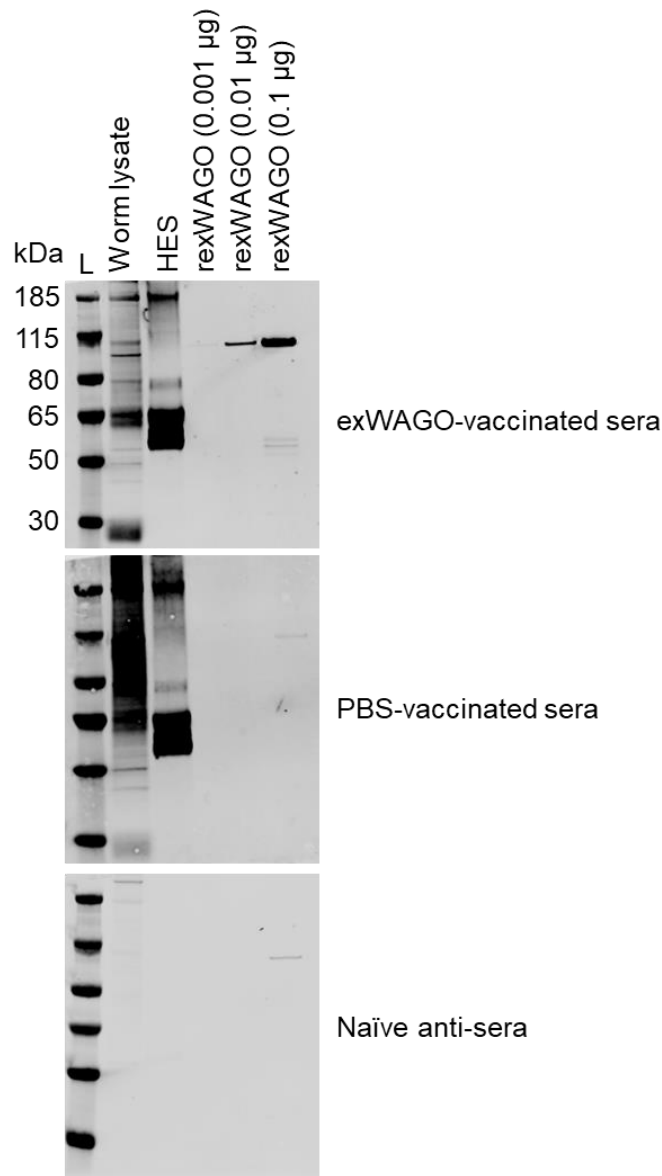 kDa
L
Worm lysate
HES
rexWAGO (0.001 µg)
rexWAGO (0.01 µg)
rexWAGO (0.1 µg)
185
115
80
65
50
30
exWAGO-vaccinated sera
PBS-vaccinated sera
Naïve anti-sera